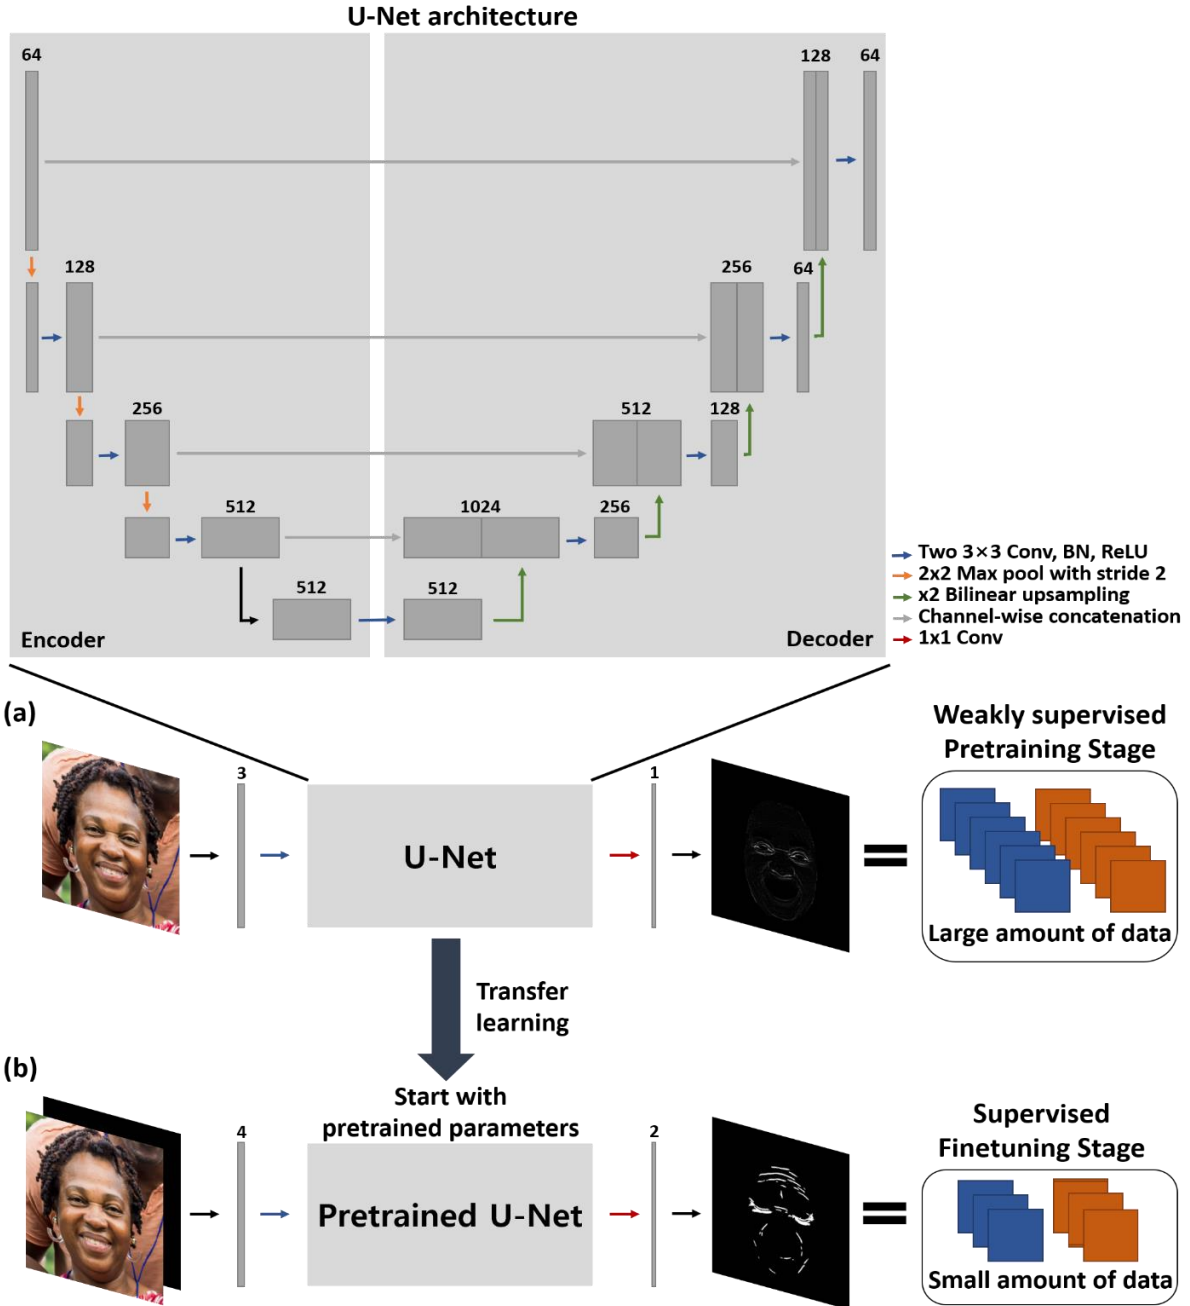 U-Net architecture
64
128
64
128
256
64
256
512
128
512
1024
256
512
512
Encoder
Decoder
Two 3×3 Conv, BN, ReLU
2x2 Max pool with stride 2
x2 Bilinear upsampling
Channel-wise concatenation
1x1 Conv
(a)
3
U-Net
1
Weakly supervised
Pretraining Stage
Large amount of data
Transfer
learning
(b)
Start with
pretrained parameters
4
Pretrained U-Net
2
Supervised
Finetuning Stage
Small amount of data